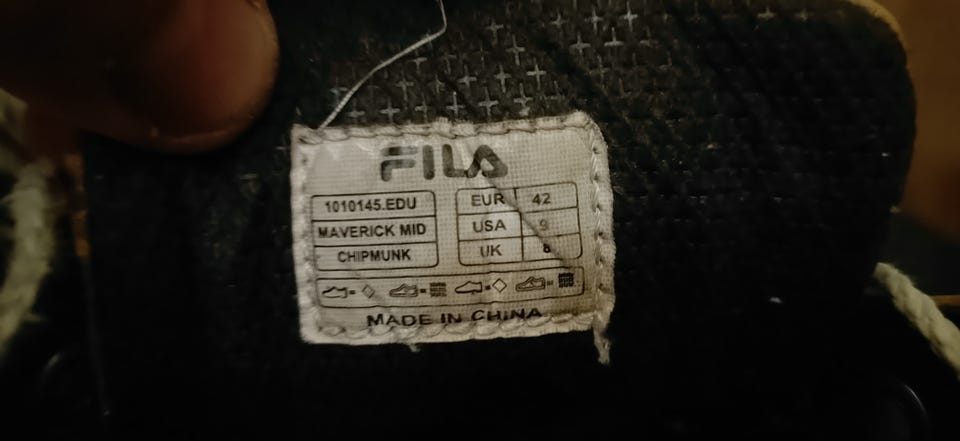 FILA
1010145.EDU
MAVERICK MID
CHIPMUNK
EUR 42
USA 9
UK 8
MADE IN CHINA